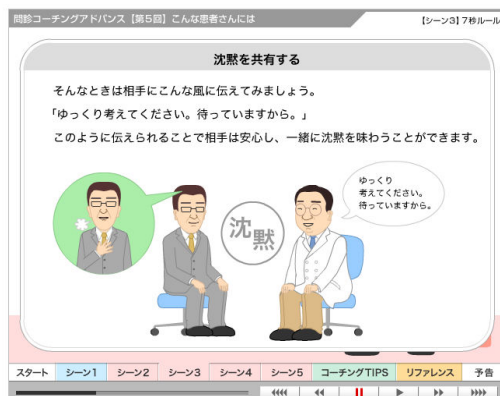 問診コーチングアドバンス【第5回】こんな患者さんには
【シーン3】7秒ルール
沈黙を共有する
そんなときは相手にこんな風に伝えてみましょう。
「ゆっくり考えてください。待っていますから。」
このように伝えられることで相手は安心し、一緒に沈黙を味わうことができます。
ゆっくり
考えてください。
待っていますから。
沈黙
スタート シーン1 シーン2 シーン3 シーン4 シーン5 コーチングTIPS リファレンス 予告